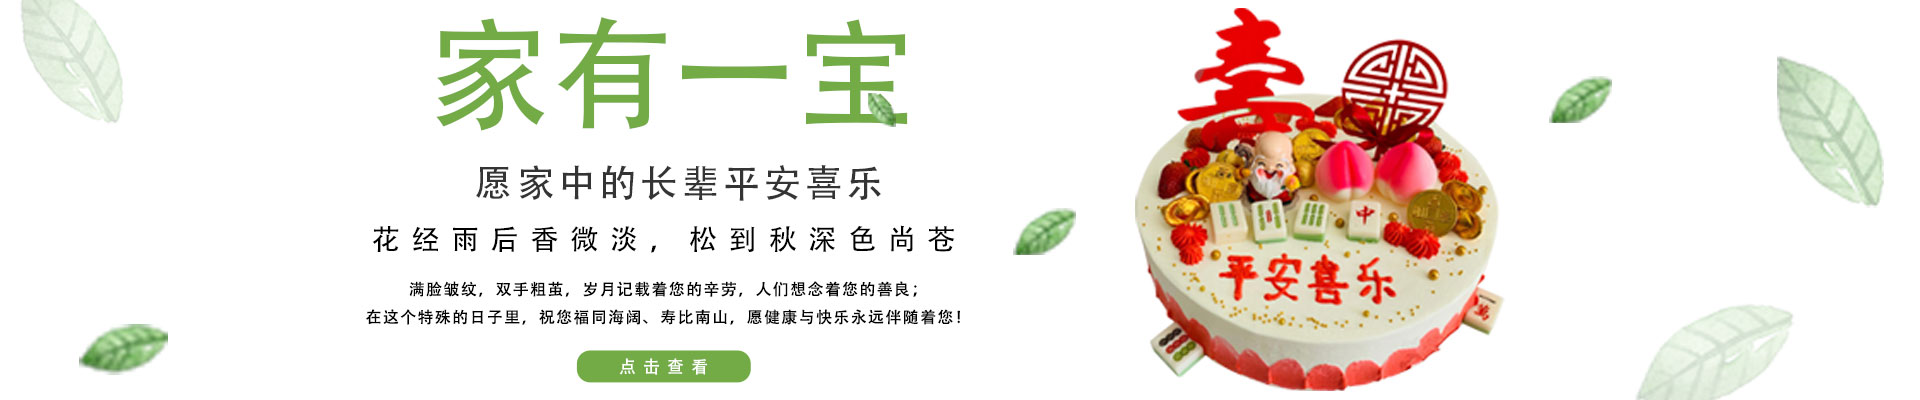 家有一宝
愿家中的长辈平安喜乐
花经雨后香微淡，松到秋深色尚苍
满脸皱纹，双手粗茧，岁月记载着您的辛劳，人们想念着您的善良；
在这个特殊的日子里，祝您福同海阔、寿比南山，愿健康与快乐永远伴随着您！
点击查看
喜
中
平安喜乐
萬